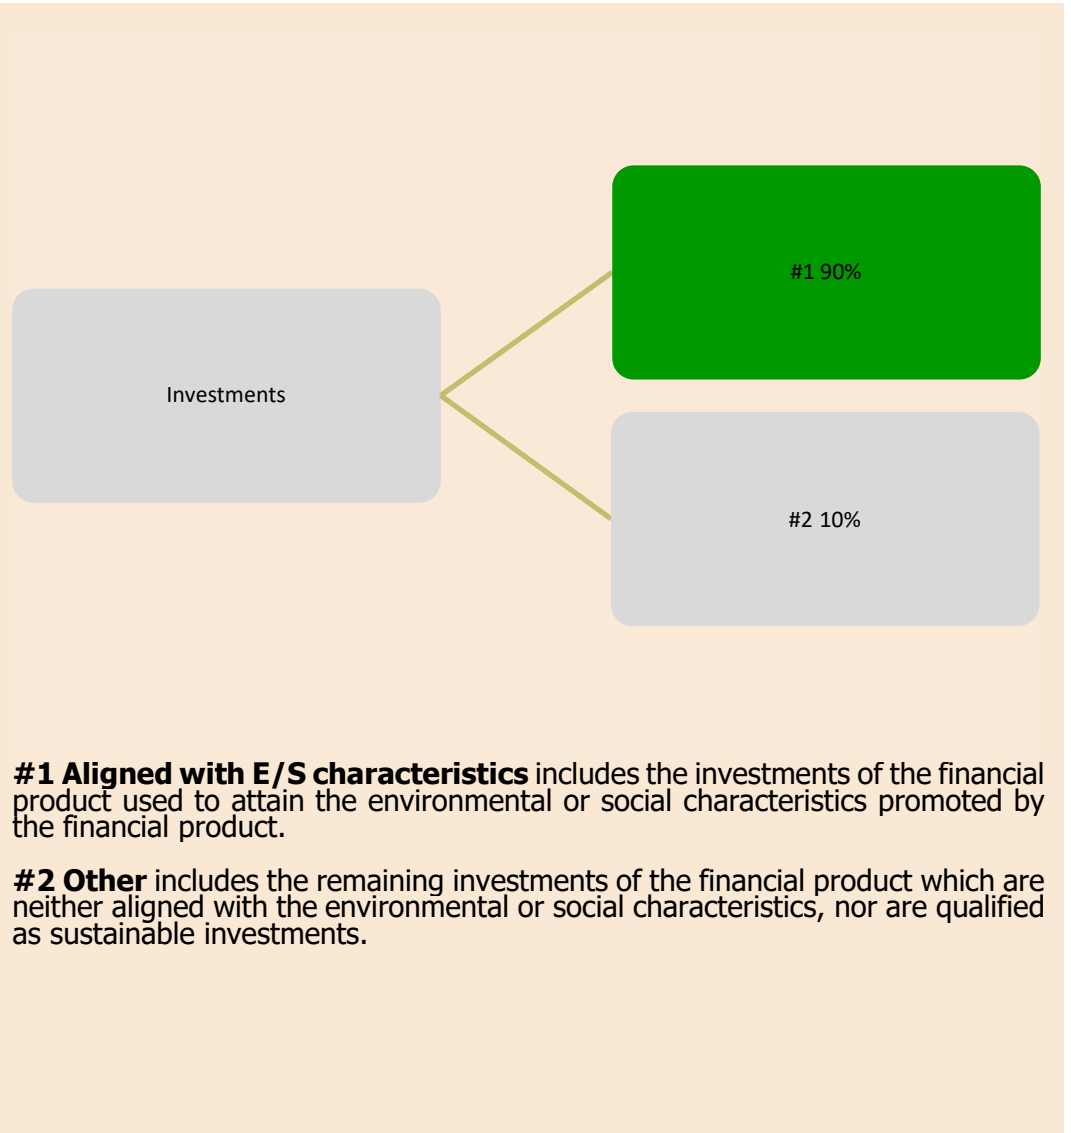 #1 90%
Investments
#2 10%
#1 Aligned with E/S characteristics includes the investments of the financial
product used to attain the environmental or social characteristics promoted by
the financial product.
#2 Other includes the remaining investments of the financial product which are
neither aligned with the environmental or social characteristics, nor are qualified
as sustainable investments.